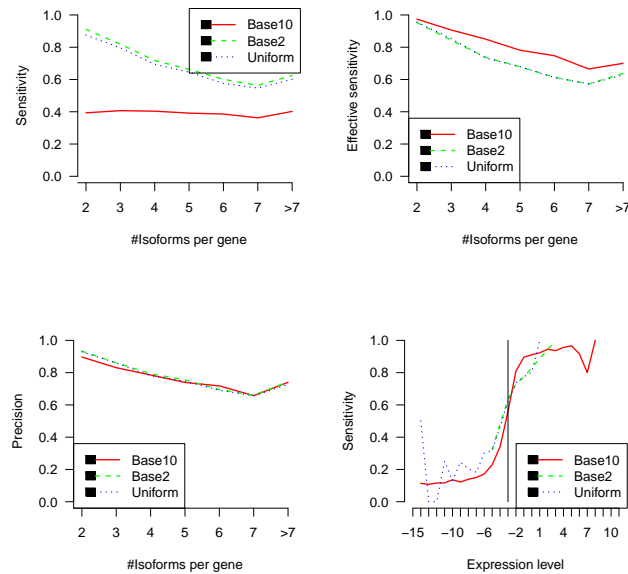 Sensitivity
1.0
0.8
0.6
0.4
0.2
0.0
Base10
Base2
Uniform
2 3 4 5 6 7 >7
#Isoforms per gene
Effective sensitivity
1.0
0.8
0.6
0.4
0.2
0.0
Base10
Base2
Uniform
2 3 4 5 6 7 >7
#Isoforms per gene
Precision
1.0
0.8
0.6
0.4
0.2
0.0
Base10
Base2
Uniform
2 3 4 5 6 7 >7
#Isoforms per gene
Sensitivity
1.0
0.8
0.6
0.4
0.2
0.0
Base10
Base2
Uniform
−15 −10 −6 −2 1 4 7 10
Expression level